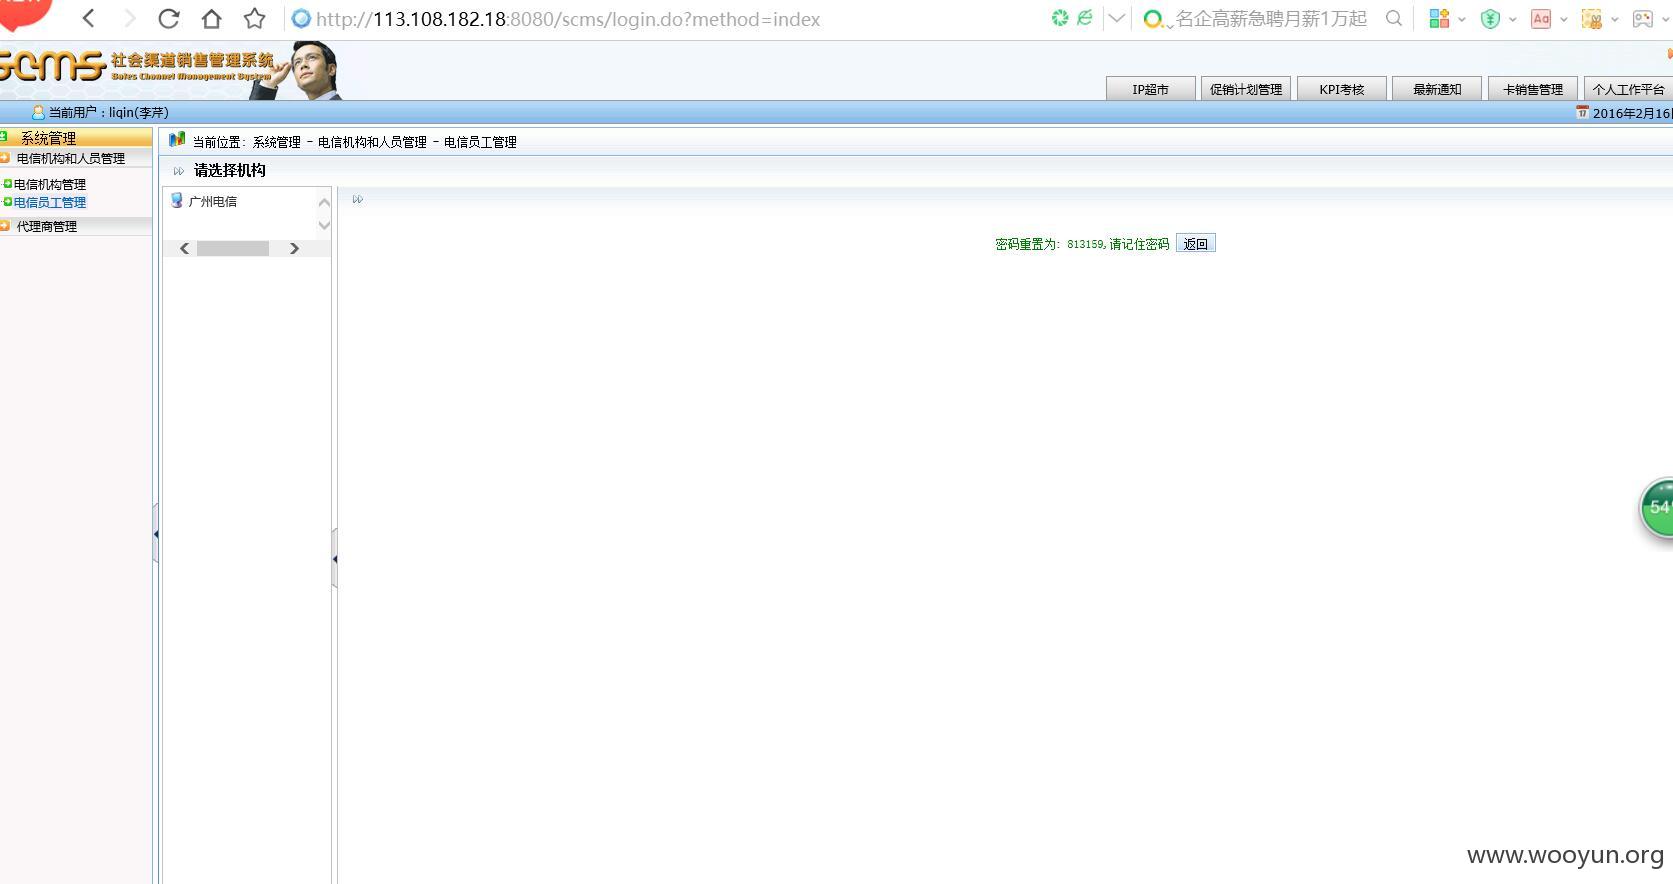 http://113.108.182.18:8080/scms/login.do?method=index
名企高薪急聘月薪1万起
scms 社会渠道销售管理系统
Sales Channel Management System
IP超市 促销计划管理 KPI考核 最新通知 卡销售管理 个人工作平台
当前用户：liqin(李芹)
2016年2月16
系统管理
当前位置：系统管理 - 电信机构和人员管理 - 电信员工管理
电信机构和人员管理
请选择机构
电信机构管理
电信员工管理
广州电信
代理商管理
密码重置为：813159,请记住密码 返回
54
www.wooyun.org